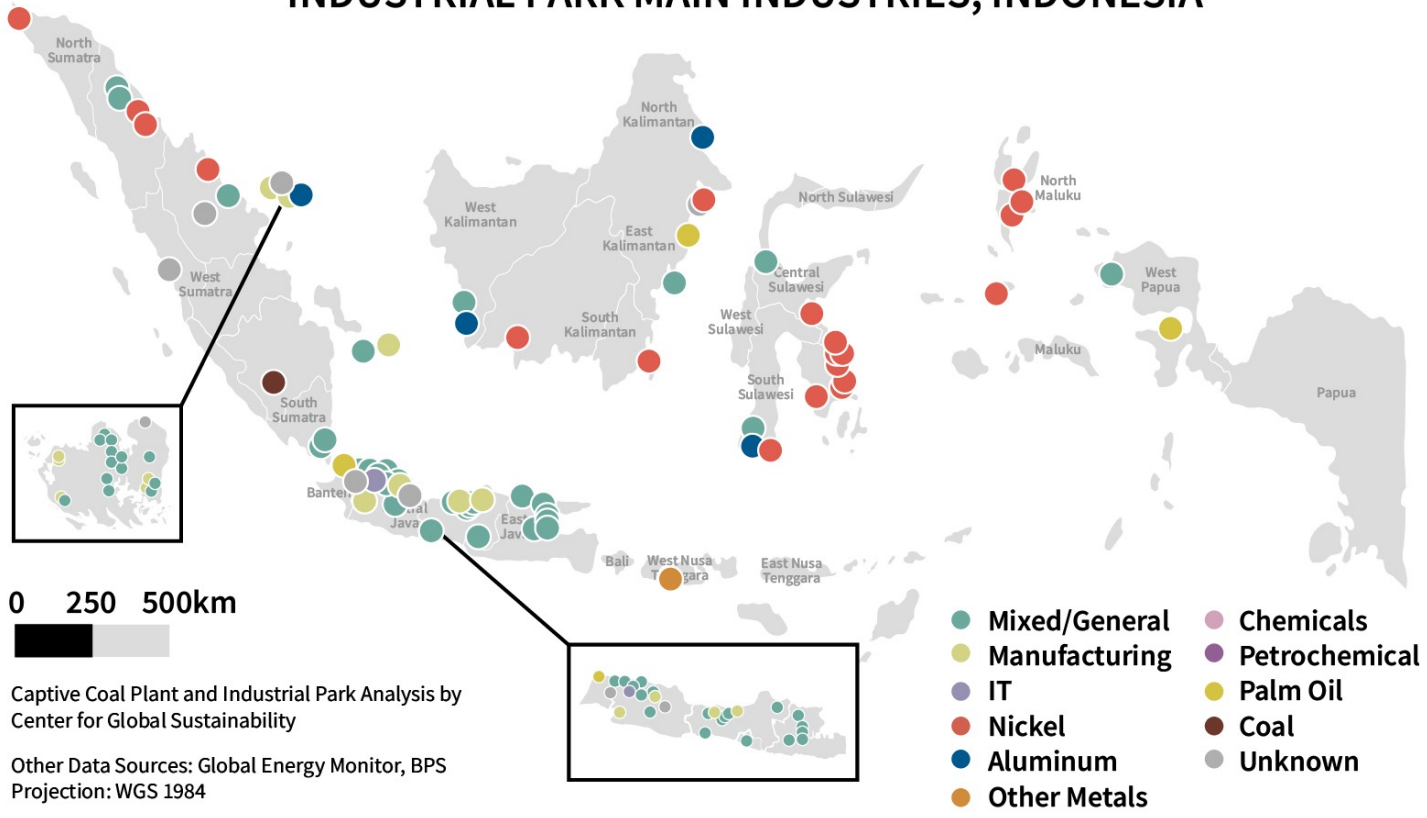 INDUSTRIAL PARK MAIN INDUSTRIES, INDONESIA
North
Sumatra
North
Kalimantan
West
Kalimantan
East
Kalimantan
North Sulawesi
North
Maluku
West
Sumatra
Central
Sulawesi
West
Papua
South
Kalimantan
West
Sulawesi
Maluku
South
Sulawesi
Papua
South
Sumatra
Banten
Java
East
Bali
West Nusa
East Nusa
Tenggara
0 250 500km
Captive Coal Plant and Industrial Park Analysis by
Center for Global Sustainability
Other Data Sources: Global Energy Monitor, BPS
Projection: WGS 1984
Mixed/General
Manufacturing
IT
Nickel
Aluminum
Other Metals
Chemicals
Petrochemical
Palm Oil
Coal
Unknown